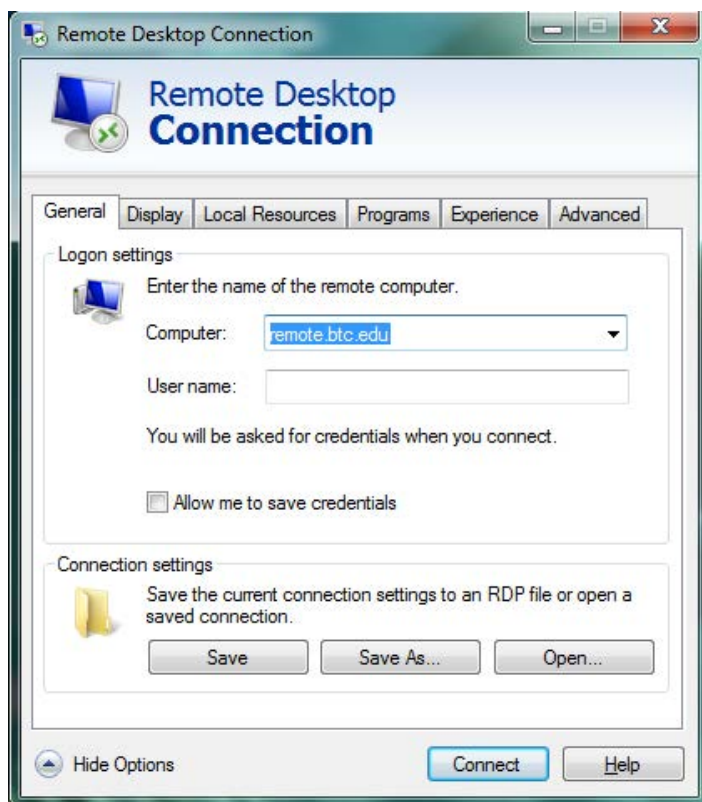 Remote Desktop Connection
Remote Desktop
Connection
General Display Local Resources Programs Experience Advanced
Logon settings
Enter the name of the remote computer.
Computer: remote.btc.edu
User name:
You will be asked for credentials when you connect.
Allow me to save credentials
Connection settings
Save the current connection settings to an RDP file or open a
saved connection.
Save Save As... Open...
Hide Options Connect Help